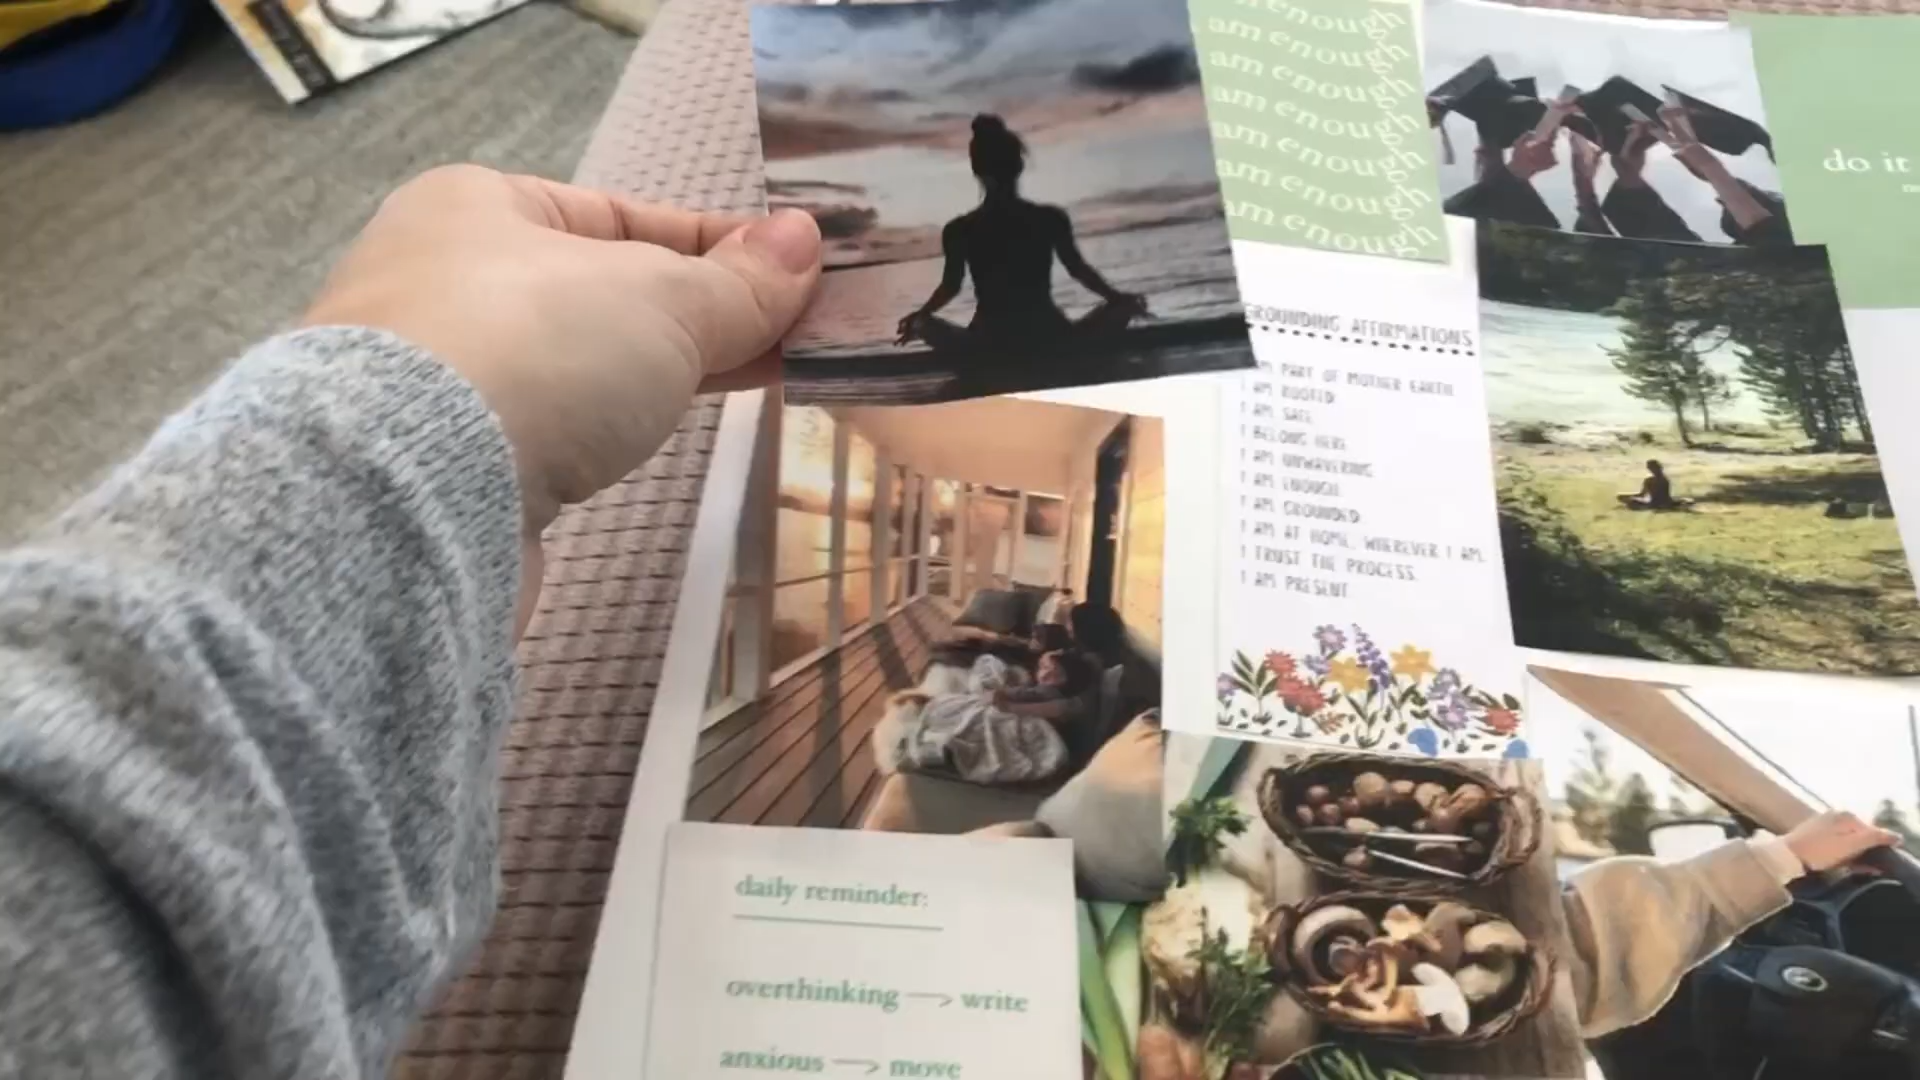 enough
am enough
am enough
am enough
am enough
am enough
am enough
do it
GROUNDING AFFIRMATIONS
AM PART OF MOTHER EARTH
I AM ROOTED
I AM SAFE
I BELONG HERE
I AM UNWAVERING
I AM ENOUGH
I AM GROUNDED
I AM AT HOME, WHEREVER I AM.
I TRUST THE PROCESS.
I AM PRESENT
daily reminder:
overthinking —> write
anxious —> move